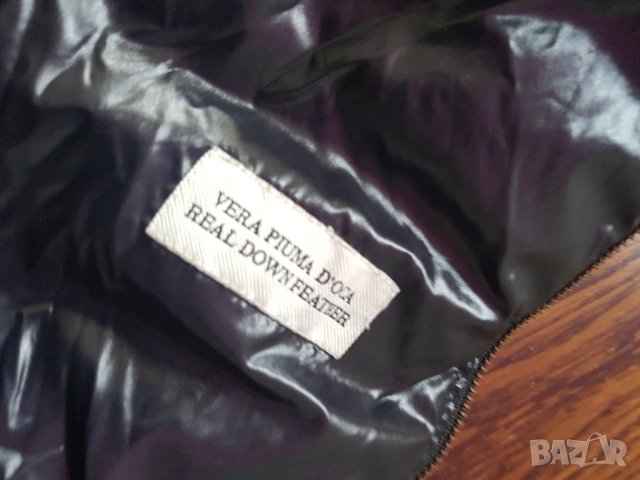 VERA PIUMA D'OCA
REAL DOWN FEATHER
BAZAR